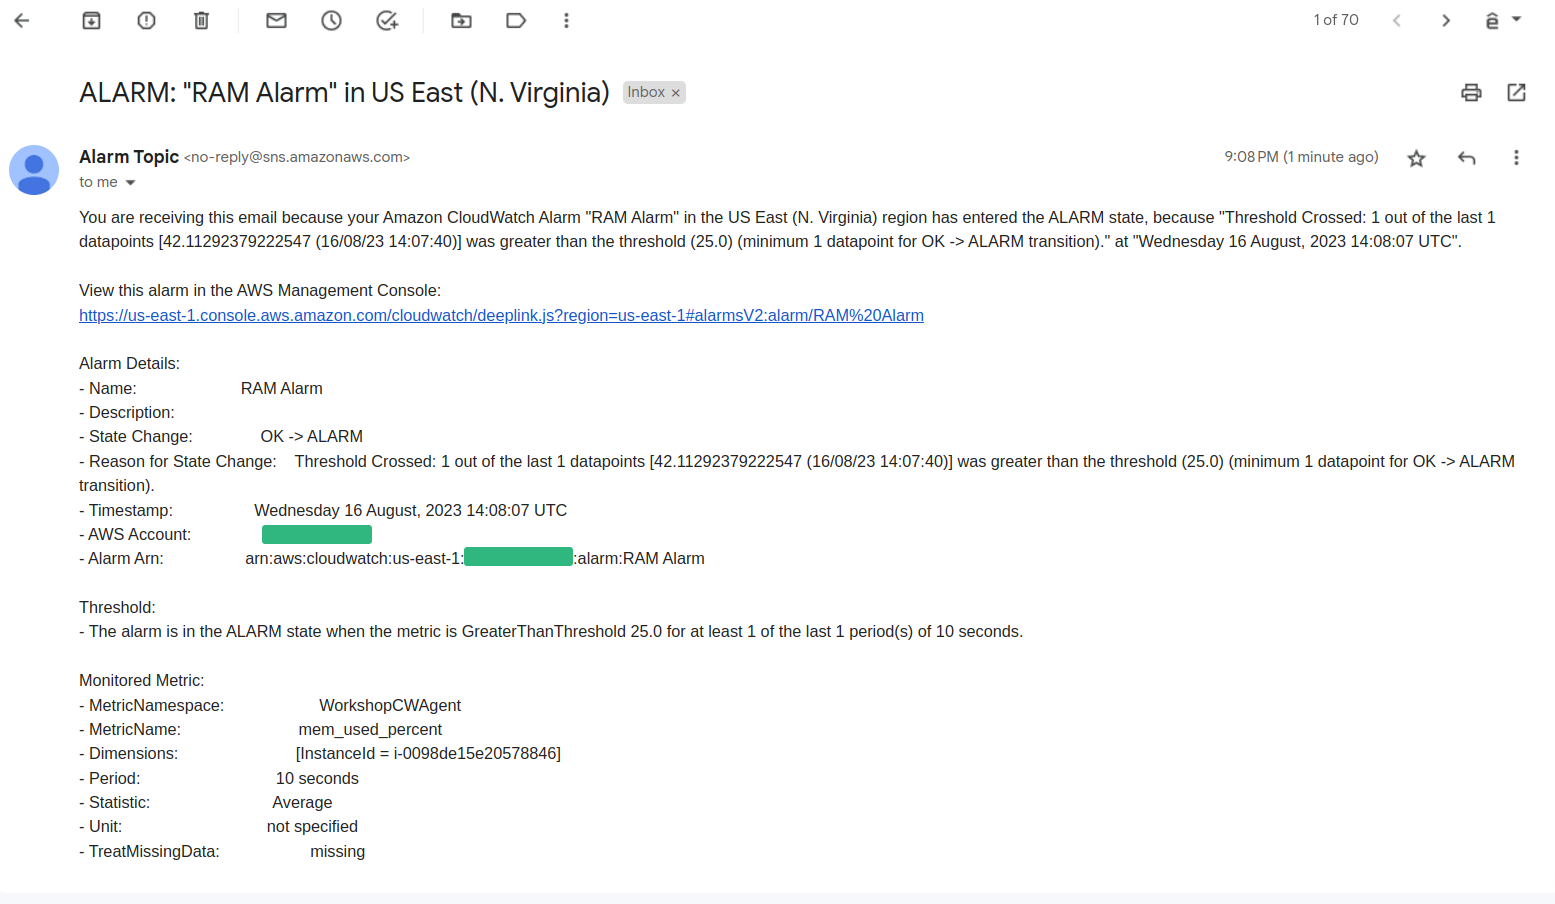 1 of 70
ALARM: "RAM Alarm" in US East (N. Virginia) Inbox ×
Alarm Topic <no-reply@sns.amazonaws.com> 9:08 PM (1 minute ago)
to me
You are receiving this email because your Amazon CloudWatch Alarm "RAM Alarm" in the US East (N. Virginia) region has entered the ALARM state, because "Threshold Crossed: 1 out of the last 1
datapoints [42.11292379222547 (16/08/23 14:07:40)] was greater than the threshold (25.0) (minimum 1 datapoint for OK -> ALARM transition)." at "Wednesday 16 August, 2023 14:08:07 UTC".
View this alarm in the AWS Management Console:
https://us-east-1.console.aws.amazon.com/cloudwatch/deeplink.js?region=us-east-1#alarmsV2:alarm/RAM%20Alarm
Alarm Details:
- Name: RAM Alarm
- Description:
- State Change: OK -> ALARM
- Reason for State Change: Threshold Crossed: 1 out of the last 1 datapoints [42.11292379222547 (16/08/23 14:07:40)] was greater than the threshold (25.0) (minimum 1 datapoint for OK -> ALARM
transition).
- Timestamp: Wednesday 16 August, 2023 14:08:07 UTC
- AWS Account:
- Alarm Arn: arn:aws:cloudwatch:us-east-1: :alarm:RAM Alarm
Threshold:
- The alarm is in the ALARM state when the metric is GreaterThanThreshold 25.0 for at least 1 of the last 1 period(s) of 10 seconds.
Monitored Metric:
- MetricNamespace: WorkshopCWAgent
- MetricName: mem_used_percent
- Dimensions: [InstanceId = i-0098de15e20578846]
- Period: 10 seconds
- Statistic: Average
- Unit: not specified
- TreatMissingData: missing